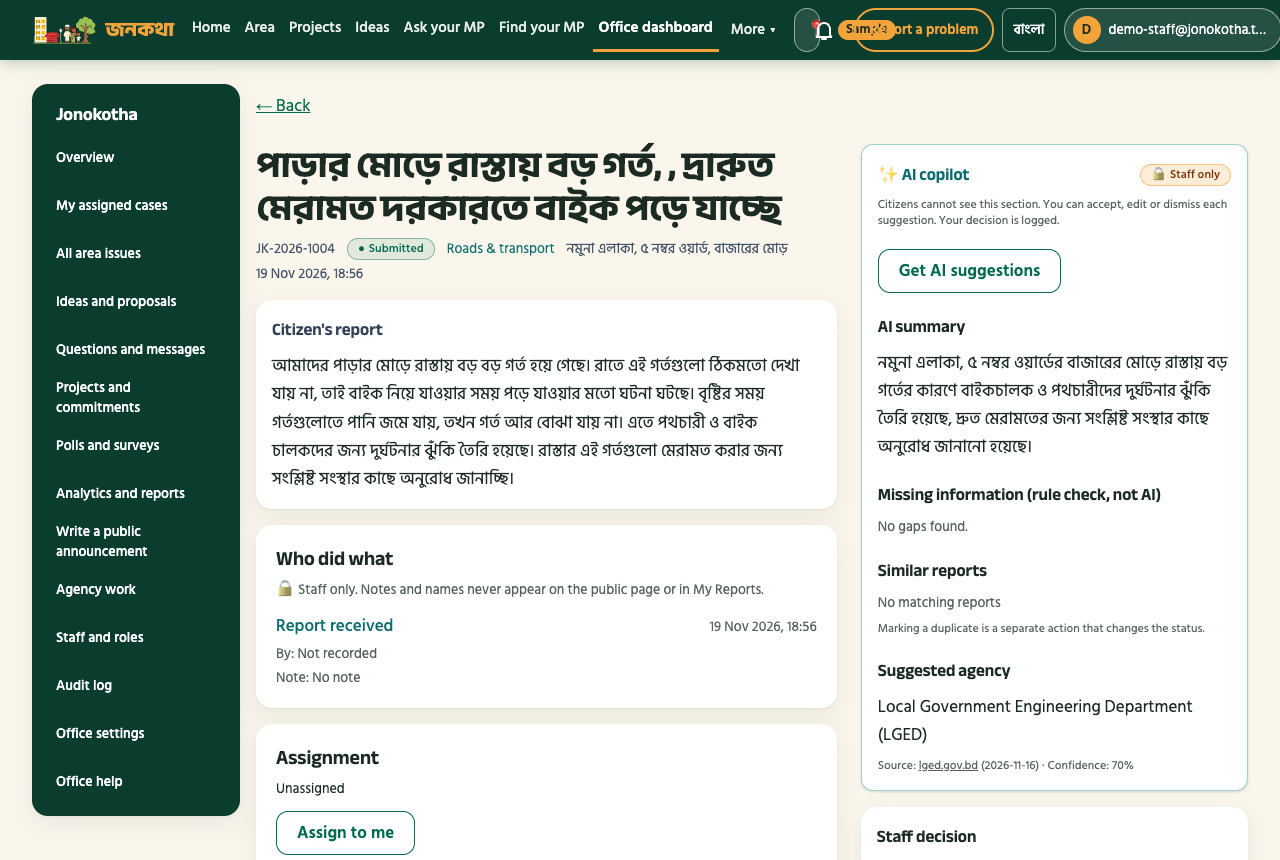 জনকথা
Home
Area
Projects
Ideas
Ask your MP
Find your MP
Office dashboard
More ▾
Sample
ort a problem
বাংলা
D
demo-staff@jonokotha.t...
Jonokotha
Overview
My assigned cases
All area issues
Ideas and proposals
Questions and messages
Projects and
commitments
Polls and surveys
Analytics and reports
Write a public
announcement
Agency work
Staff and roles
Audit log
Office settings
Office help
← Back
পাড়ার মোড়ে রাস্তায় বড় গর্ত, , দ্রারুত
মেরামত দরকারতে বাইক পড়ে যাচ্ছে
JK-2026-1004 ● Submitted Roads & transport নমুনা এলাকা, ৫ নম্বর ওয়ার্ড, বাজারের মোড়
19 Nov 2026, 18:56
Citizen's report
আমাদের পাড়ার মোড়ে রাস্তায় বড় বড় গর্ত হয়ে গেছে। রাতে এই গর্তগুলো ঠিকমতো দেখা
যায় না, তাই বাইক নিয়ে যাওয়ার সময় পড়ে যাওয়ার মতো ঘটনা ঘটছে। বৃষ্টির সময়
গর্তগুলোতে পানি জমে যায়, তখন গর্ত আর বোঝা যায় না। এতে পথচারী ও বাইক
চালকদের জন্য দুর্ঘটনার ঝুঁকি তৈরি হয়েছে। রাস্তার এই গর্তগুলো মেরামত করার জন্য
সংশ্লিষ্ট সংস্থার কাছে অনুরোধ জানাচ্ছি।
Who did what
🔒 Staff only. Notes and names never appear on the public page or in My Reports.
Report received 19 Nov 2026, 18:56
By: Not recorded
Note: No note
Assignment
Unassigned
Assign to me
✨ AI copilot
🔒 Staff only
Citizens cannot see this section. You can accept, edit or dismiss each
suggestion. Your decision is logged.
Get AI suggestions
AI summary
নমুনা এলাকা, ৫ নম্বর ওয়ার্ডের বাজারের মোড়ে রাস্তায় বড়
গর্তের কারণে বাইকচালক ও পথচারীদের দুর্ঘটনার ঝুঁকি
তৈরি হয়েছে, দ্রুত মেরামতের জন্য সংশ্লিষ্ট সংস্থার কাছে
অনুরোধ জানানো হয়েছে।
Missing information (rule check, not AI)
No gaps found.
Similar reports
No matching reports
Marking a duplicate is a separate action that changes the status.
Suggested agency
Local Government Engineering Department
(LGED)
Source: lged.gov.bd (2026-11-16) · Confidence: 70%
Staff decision